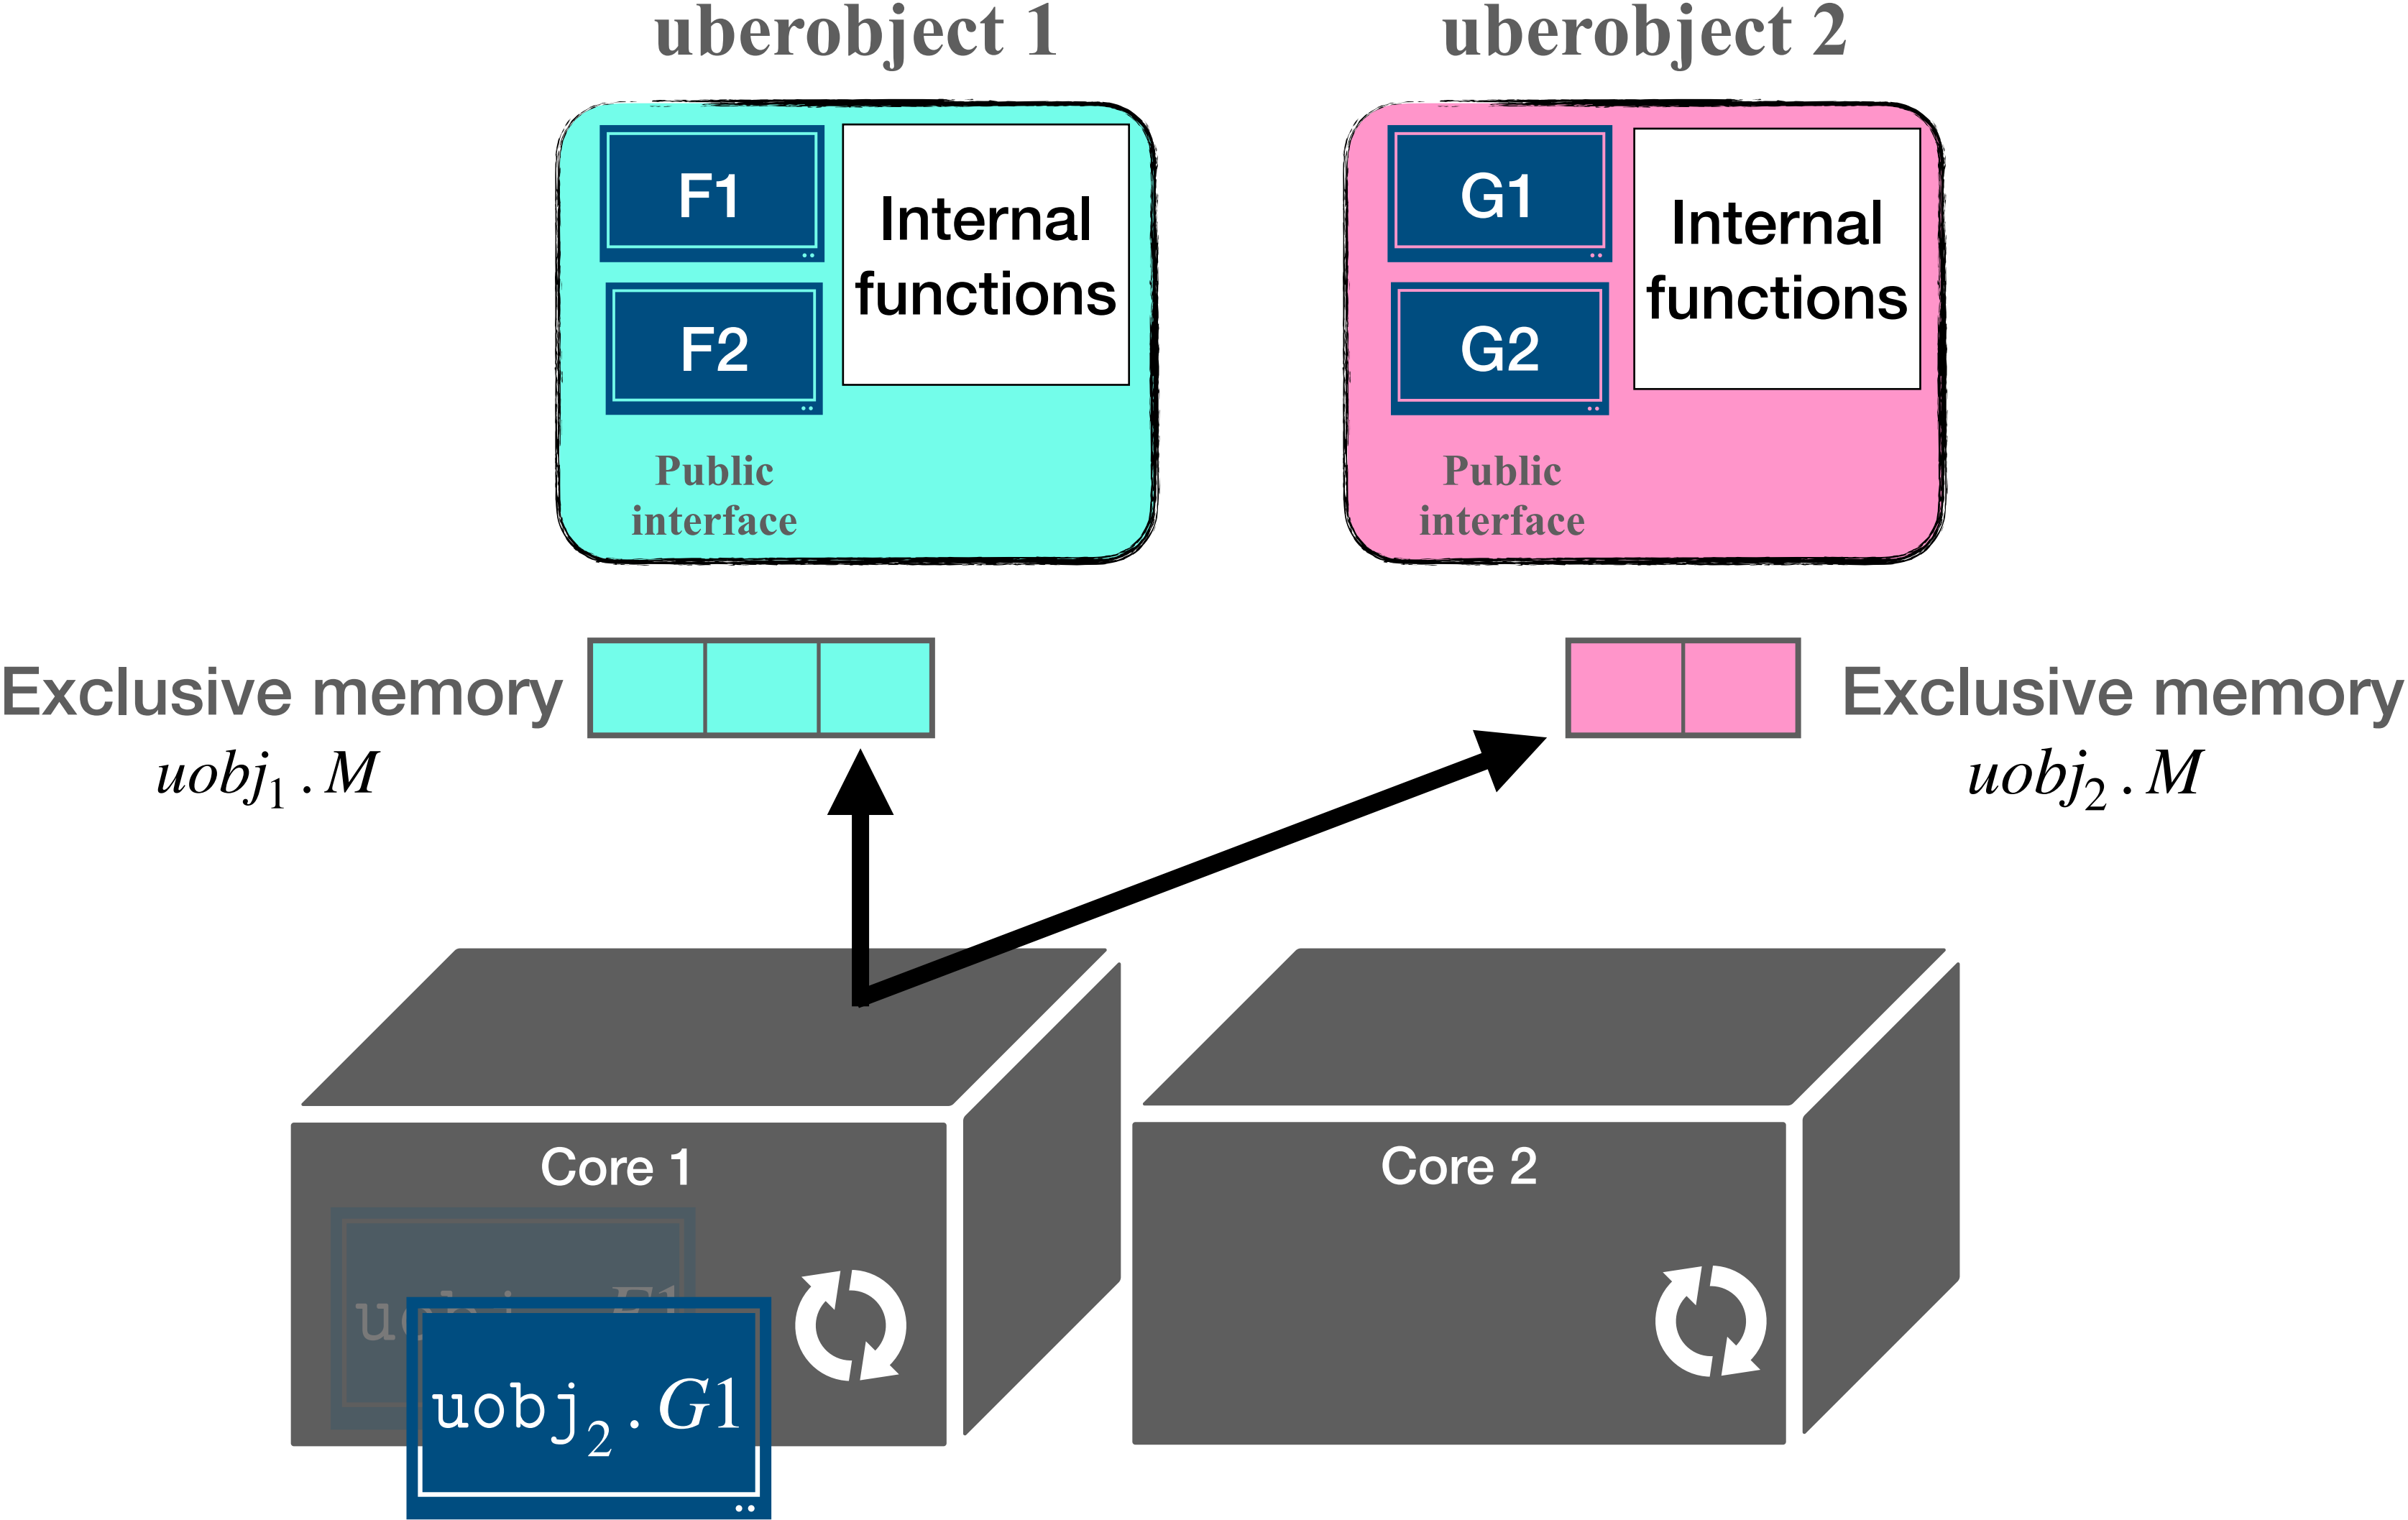 uberobject 1
uberobject 2
F1
F2
Internal
functions
Public
interface
G1
G2
Internal
functions
Public
interface
Exclusive memory
uobj₁ . M
Exclusive memory
uobj₂ . M
Core 1
F1
uobj₂ . G1
Core 2